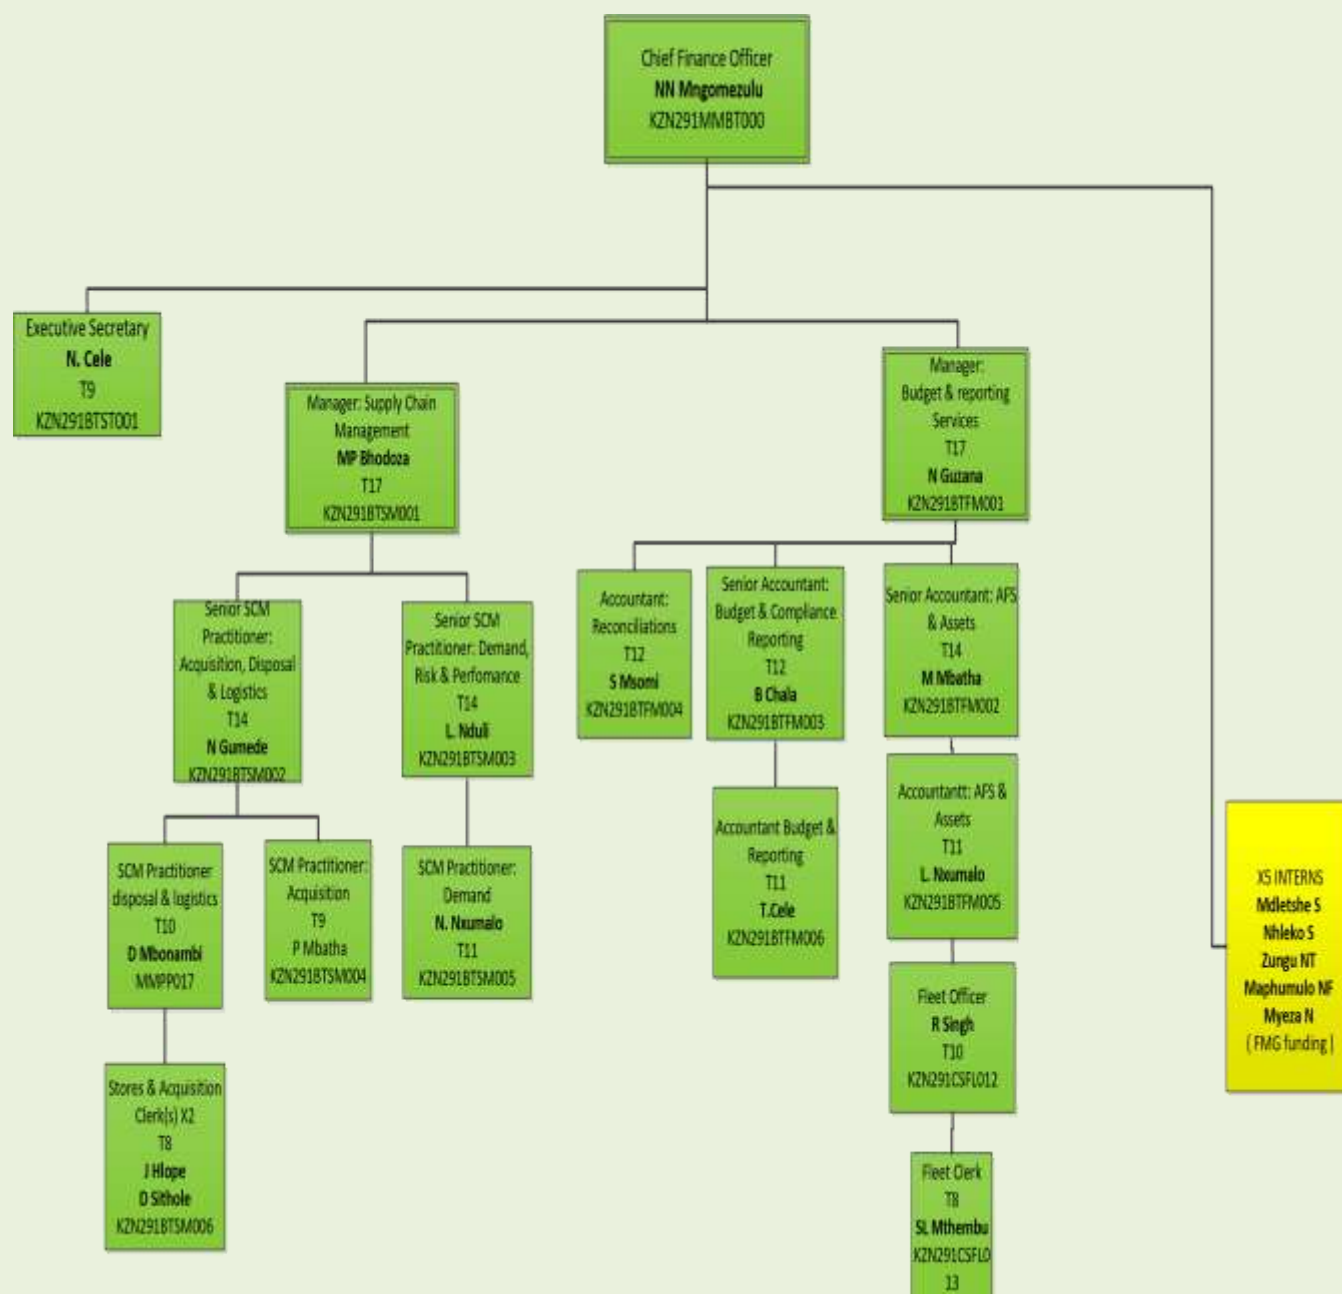 Chief Finance Officer
NN Mngomezulu
KZN291MMBT000
Executive Secretary
N. Cele
T9
KZN291BTST001
Manager: Supply Chain
Management
MP Bhodoza
T17
KZN291BTSM001
Manager:
Budget & reporting
Services
T17
N Guzana
KZN291BTFM001
Senior SCM
Practitioner:
Acquisition, Disposal
& Logistics
T14
N Gumede
KZN291BTSM002
Senior SCM
Practitioner: Demand,
Risk & Perfomance
T14
L. Nduli
KZN291BTSM003
Accountant:
Reconciliations
T12
S Msomi
KZN291BTFM004
Senior Accountant:
Budget & Compliance
Reporting
T12
B Chala
KZN291BTFM003
Senior Accountant: AFS
& Assets
T14
M Mbatha
KZN291BTFM002
SCM Practitioner
disposal & logistics
T10
D Mbonambi
MMPP017
SCM Practitioner:
Acquisition
T9
P Mbatha
KZN291BTSM004
SCM Practitioner:
Demand
N. Nxumalo
T11
KZN291BTSM005
Accountant Budget &
Reporting
T11
T.Cele
KZN291BTFM006
Accountantt: AFS &
Assets
T11
L. Nxumalo
KZN291BTFM005
Stores & Acquisition
Clerk(s) X2
T8
J Hlope
D Sithole
KZN291BTSM006
Fleet Officer
R Singh
T10
KZN291CSFL012
Fleet Clerk
T8
SL Mthembu
KZN291CSFL0
13
X5 INTERNS
Mdletshe S
Nhleko S
Zungu NT
Maphumulo NF
Myeza N
( FMG funding )